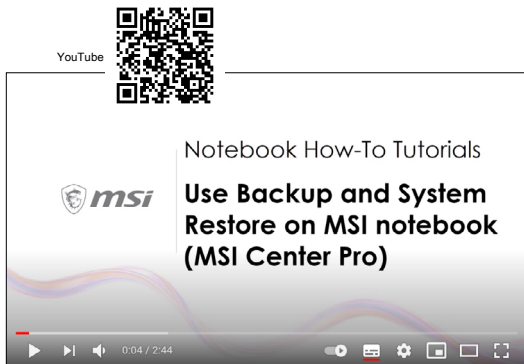 YouTube
Notebook How-To Tutorials
msi
Use Backup and System
Restore on MSI notebook
(MSI Center Pro)
0:04 / 2:44